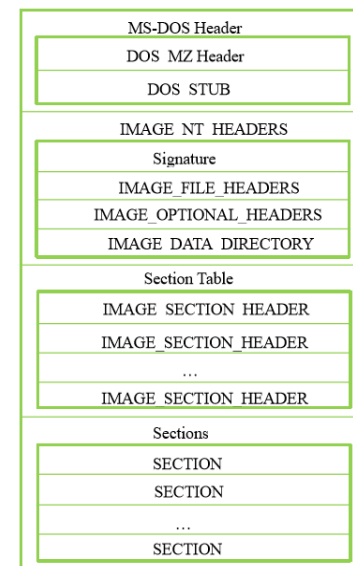 MS-DOS Header
DOS MZ Header
DOS STUB
IMAGE NT HEADERS
Signature
IMAGE_FILE_HEADERS
IMAGE_OPTIONAL_HEADERS
IMAGE DATA DIRECTORY
Section Table
IMAGE SECTION HEADER
IMAGE_SECTION_HEADER
…
IMAGE_SECTION_HEADER
Sections
SECTION
SECTION
…
SECTION